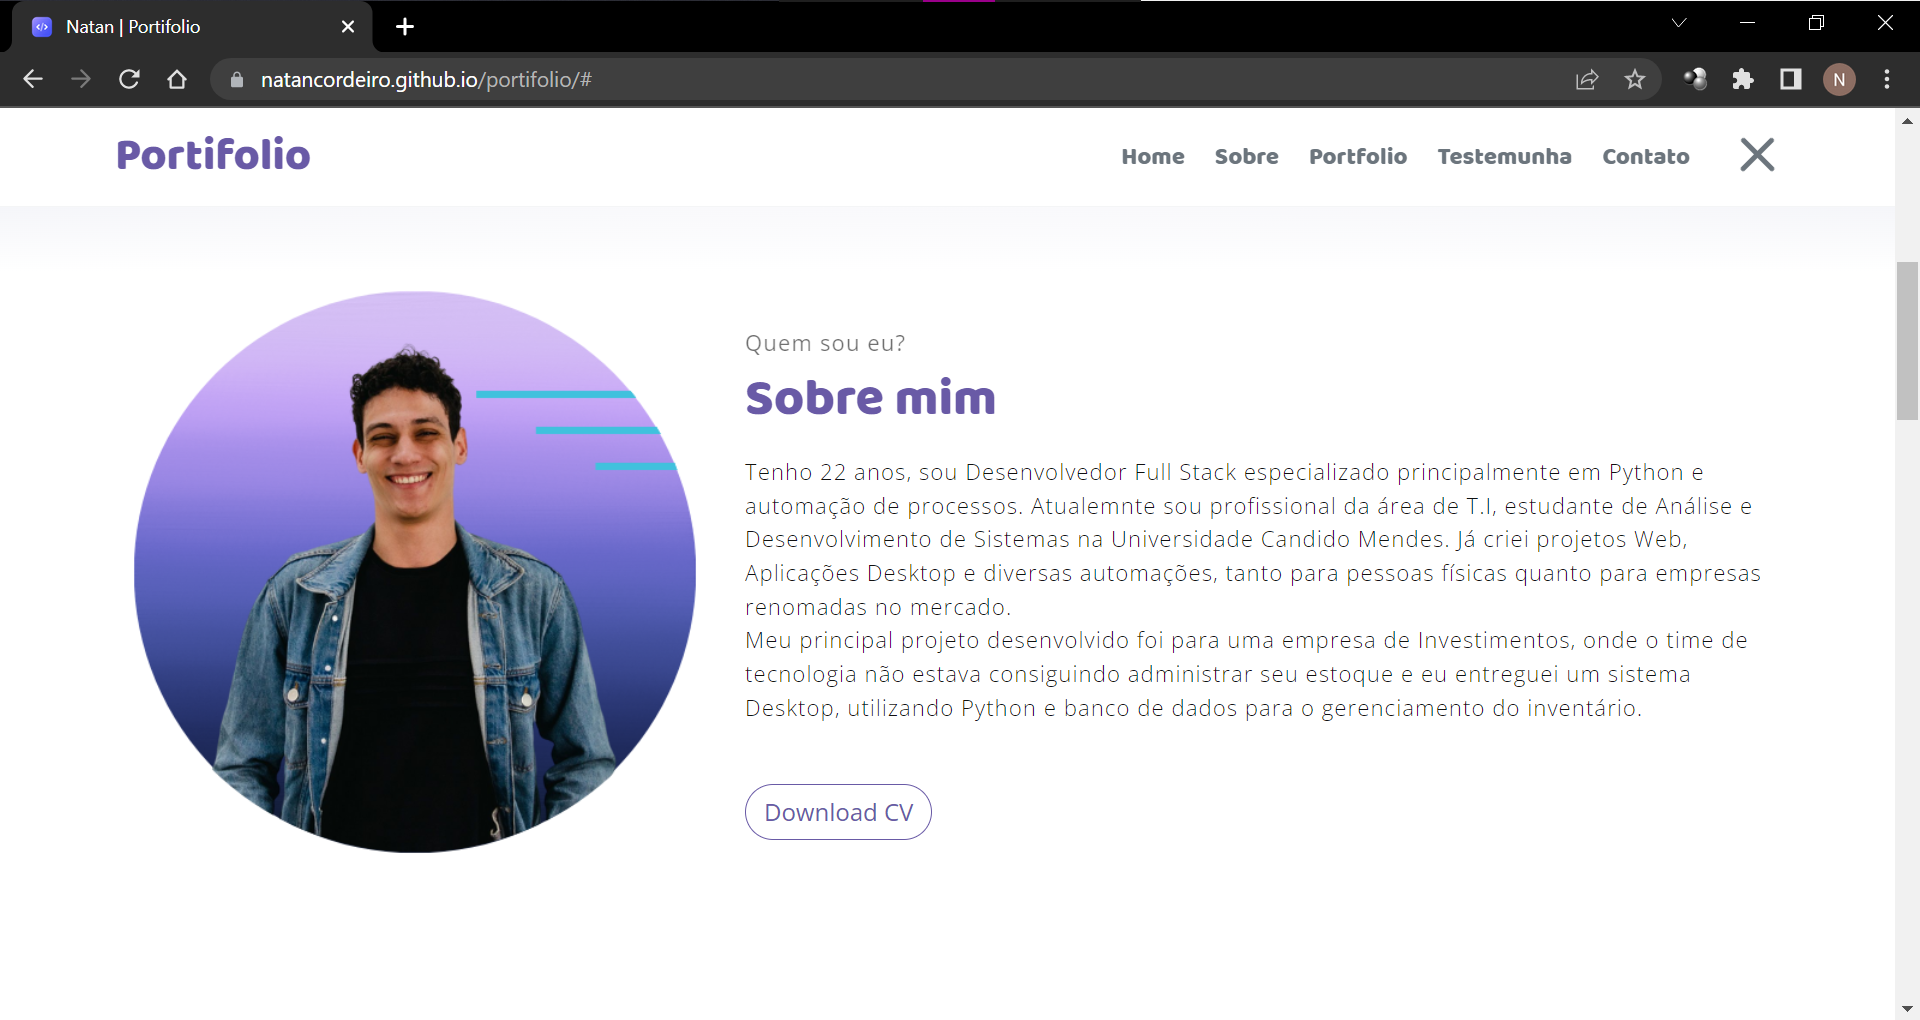 Natan | Portifolio
natancordeiro.github.io/portifolio/#
N
Portifolio
Home Sobre Portfolio Testemunha Contato
Quem sou eu?
Sobre mim
Tenho 22 anos, sou Desenvolvedor Full Stack especializado principalmente em Python e
automação de processos. Atualemnte sou profissional da área de T.I, estudante de Análise e
Desenvolvimento de Sistemas na Universidade Candido Mendes. Já criei projetos Web,
Aplicações Desktop e diversas automações, tanto para pessoas físicas quanto para empresas
renomadas no mercado.
Meu principal projeto desenvolvido foi para uma empresa de Investimentos, onde o time de
tecnologia não estava consiguindo administrar seu estoque e eu entreguei um sistema
Desktop, utilizando Python e banco de dados para o gerenciamento do inventário.
Download CV